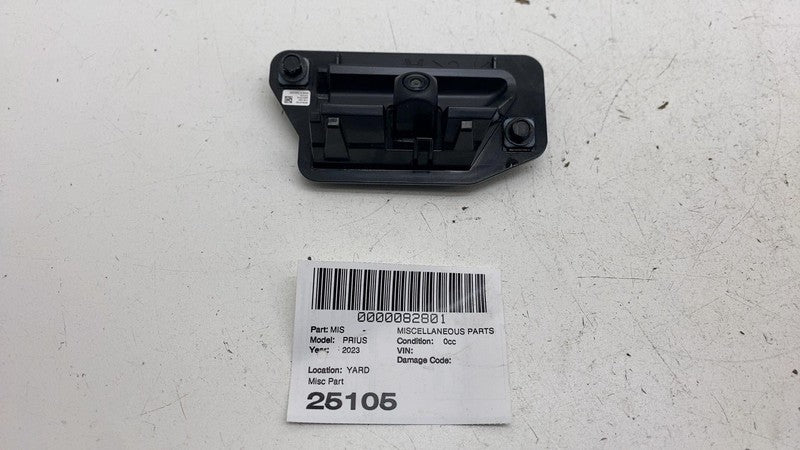 0000082801
Part: MIS - MISCELLANEOUS PARTS
Model: PRIUS Condition: 0cc
Year: 2023 VIN:
Damage Code:
Location: YARD
Misc Part
25105